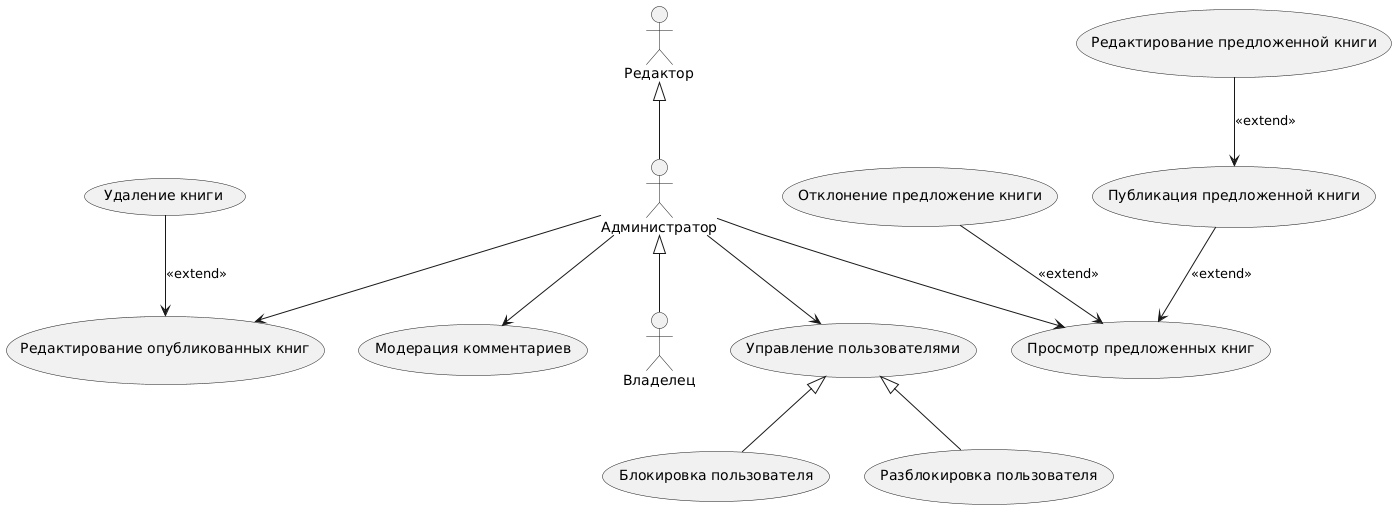 Редактор
Редактирование предложенной книги
«extend»
Удаление книги
Администратор
Отклонение предложение книги
Публикация предложенной книги
«extend»
«extend»
«extend»
Редактирование опубликованных книг
Модерация комментариев
Владелец
Управление пользователями
Просмотр предложенных книг
Блокировка пользователя
Разблокировка пользователя